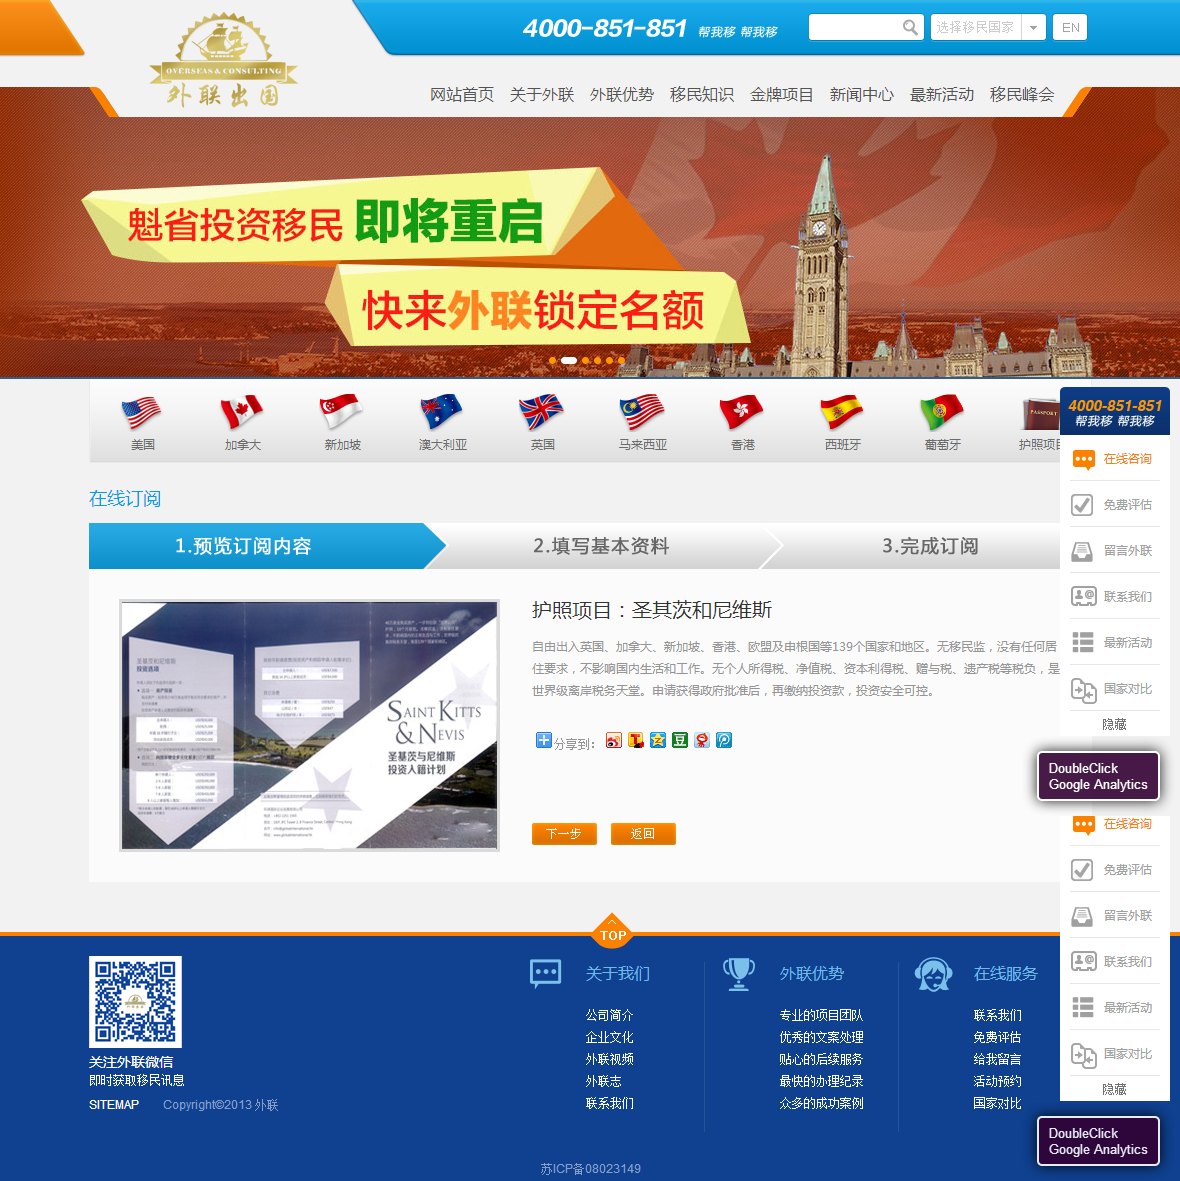 4000-851-851 帮我移 帮我移
选择移民国家
EN
OVERSEAS & CONSULTING
外联出国
网站首页 关于外联 外联优势 移民知识 金牌项目 新闻中心 最新活动 移民峰会
魁省投资移民 即将重启
快来外联锁定名额
美国 加拿大 新加坡 澳大利亚 英国 马来西亚 香港 西班牙 葡萄牙 护照项目
PASSPORT
4000-851-851
帮我移 帮我移
在线咨询
免费评估
留言外联
联系我们
最新活动
国家对比
隐藏
在线订阅
1.预览订阅内容 2.填写基本资料 3.完成订阅
圣基茨和尼维斯
投资选项
SAINT KITTS
& NEVIS
圣基茨与尼维斯
投资入籍计划
护照项目：圣其茨和尼维斯
自由出入英国、加拿大、新加坡、香港、欧盟及申根国等139个国家和地区。无移民监，没有任何居
住要求，不影响国内生活和工作。无个人所得税、净值税、资本利得税、赠与税、遗产税等税负，是
世界级离岸税务天堂。申请获得政府批准后，再缴纳投资款，投资安全可控。
分享到：
下一步 返回
DoubleClick
Google Analytics
在线咨询
免费评估
留言外联
联系我们
最新活动
国家对比
隐藏
DoubleClick
Google Analytics
TOP
关注外联微信
即时获取移民讯息
SITEMAP Copyright©2013 外联
关于我们
公司简介
企业文化
外联视频
外联志
联系我们
外联优势
专业的项目团队
优秀的文案处理
贴心的后续服务
最快的办理纪录
众多的成功案例
在线服务
联系我们
免费评估
给我留言
活动预约
国家对比
苏ICP备08023149